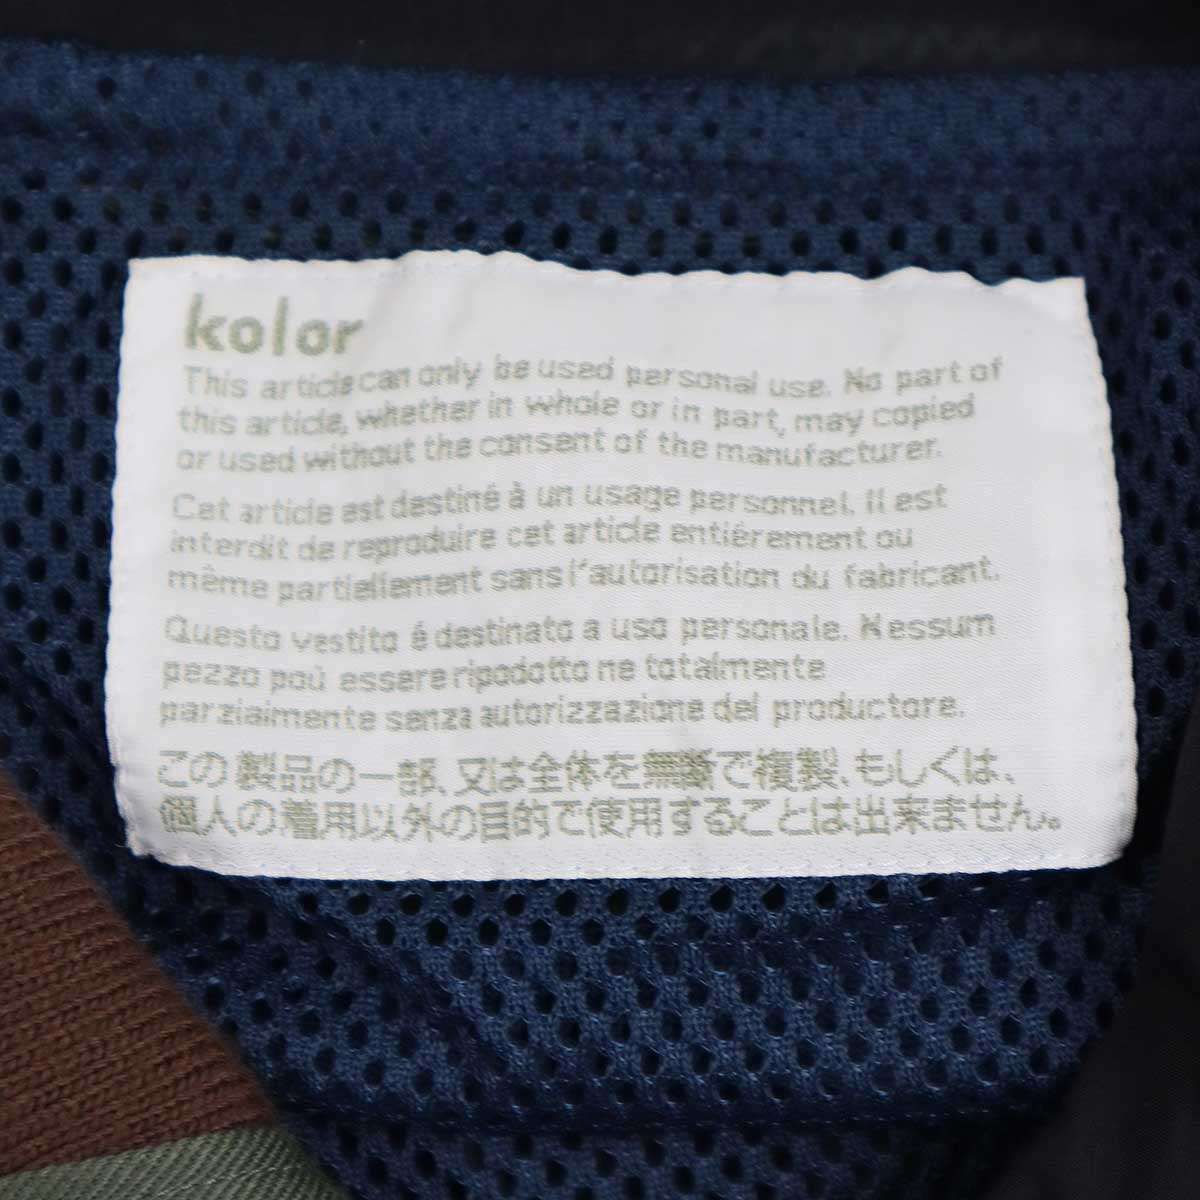 kolor
This article can only be used personal use. No part of
this article, whether in whole or in part, may copied
or used without the consent of the manufacturer.
Cet article est destiné à un usage personnel. Il est
interdit de reproduire cet article entiérement ou
même partiellement sans l'autorisation du fabricant.
Questo vestito é destinato a uso personale. Nessum
pezzo poù essere ripodotto ne totalmente
parzialmente senza autorizzazione del productore.
この製品の一部、又は全体を無断で複製、もしくは、
個人の着用以外の目的で使用することは出来ません。